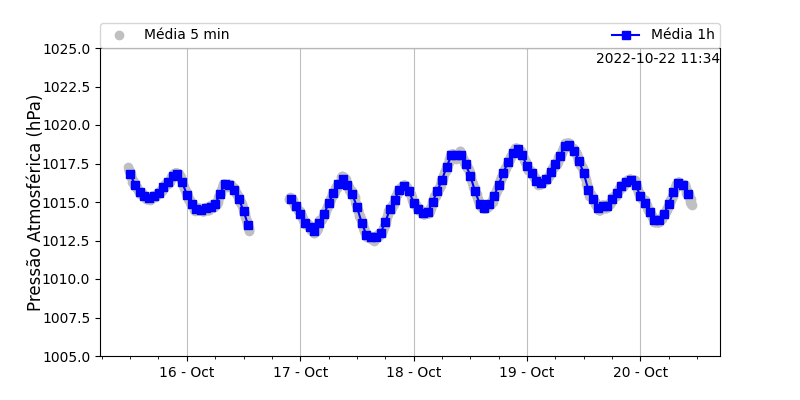 Média 5 min
Média 1h
2022-10-22 11:34
Pressão Atmosférica (hPa)
1025.0
1022.5
1020.0
1017.5
1015.0
1012.5
1010.0
1007.5
1005.0
16 - Oct
17 - Oct
18 - Oct
19 - Oct
20 - Oct